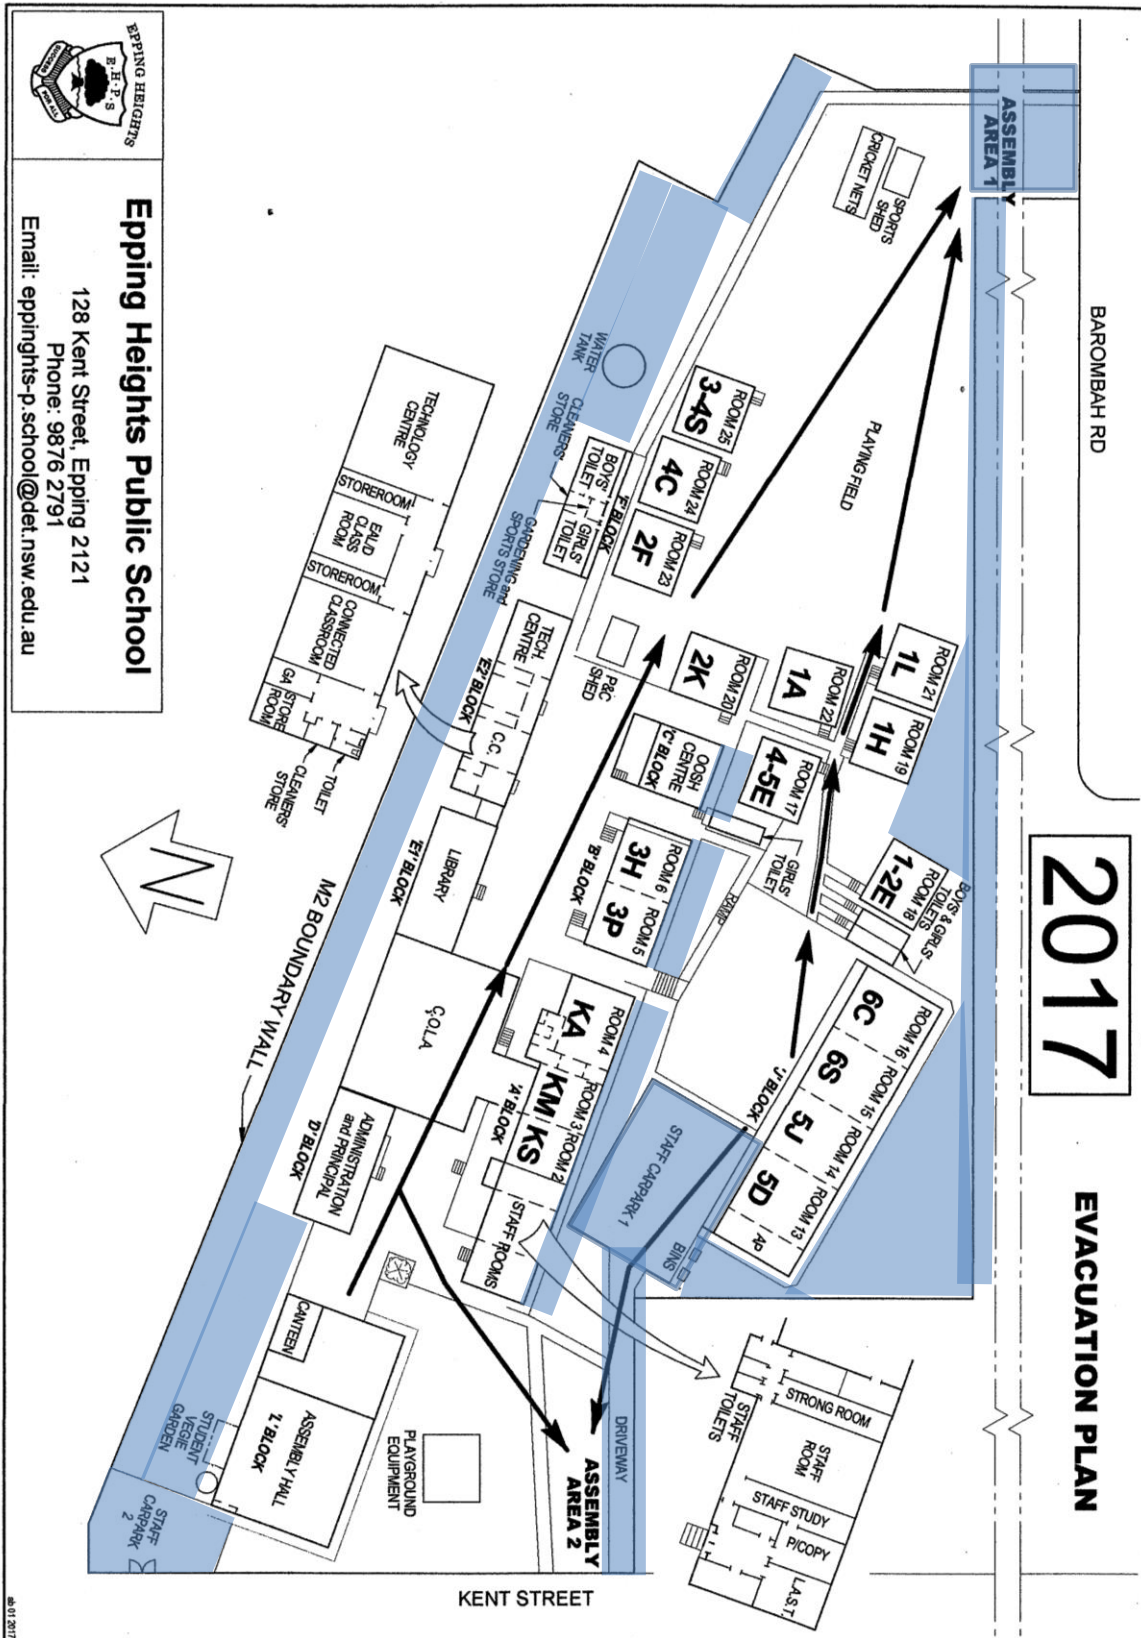 EPPING HEIGHTS
E.H.P.S
SUCCESS
FOR ALL
Epping Heights Public School
128 Kent Street, Epping 2121
Phone: 9876 2791
Email: eppinghts-p.school@det.nsw.edu.au
2017
EVACUATION PLAN
BAROMBAH RD
ASSEMBLY
AREA 1
SPORTS
SHED
CRICKET NETS
PLAYING FIELD
WATER
TANK
CLEANERS'
STORE
BOYS'
TOILET
GIRLS'
TOILET
'F' BLOCK
GARDENING and
SPORTS STORE
ROOM 25
3-4S
ROOM 24
4C
ROOM 23
2F
P&C
SHED
ROOM 20
2K
ROOM 22
1A
ROOM 21
1L
ROOM 19
1H
ROOM 17
4-5E
GIRLS'
TOILET
ROOM 18
1-2E
BOYS' & GIRLS'
TOILETS
OOSH
CENTRE
'C' BLOCK
RAMP
ROOM 6
3H
ROOM 5
3P
'B' BLOCK
TECH.
CENTRE
C.C.
'E2' BLOCK
LIBRARY
'E1' BLOCK
C.O.L.A.
ROOM 4
KA
ROOM 3
KM
ROOM 2
KS
'A' BLOCK
STAFF ROOMS
ROOM 16
6C
ROOM 15
6S
ROOM 14
5J
ROOM 13
5D
AP
'J' BLOCK
STAFF CARPARK 1
BINS
DRIVEWAY
TECHNOLOGY
CENTRE
STOREROOM
EAL/D
CLASS
ROOM
STOREROOM
CONNECTED
CLASSROOM
GA STORE
ROOM
TOILET
CLEANERS'
STORE
N
M2 BOUNDARY WALL
ADMINISTRATION
and PRINCIPAL
'D' BLOCK
CANTEEN
ASSEMBLY HALL
'L' BLOCK
STUDENT
VEGIE
GARDEN
STAFF
CARPARK
2
PLAYGROUND
EQUIPMENT
ASSEMBLY
AREA 2
STRONG ROOM
STAFF
TOILETS
STAFF
ROOM
STAFF STUDY
P/COPY
L.A.S.T.
KENT STREET
ab 01 2017